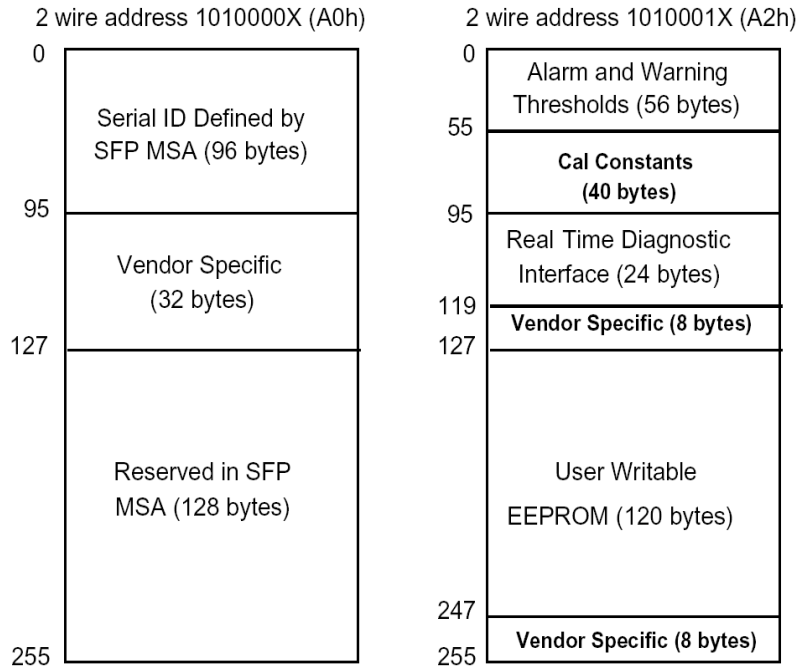 2 wire address 1010000X (A0h)
0
Serial ID Defined by
SFP MSA (96 bytes)
95
Vendor Specific
(32 bytes)
127
Reserved in SFP
MSA (128 bytes)
255
2 wire address 1010001X (A2h)
0
Alarm and Warning
Thresholds (56 bytes)
55
Cal Constants
(40 bytes)
95
Real Time Diagnostic
Interface (24 bytes)
119
Vendor Specific (8 bytes)
127
User Writable
EEPROM (120 bytes)
247
Vendor Specific (8 bytes)
255